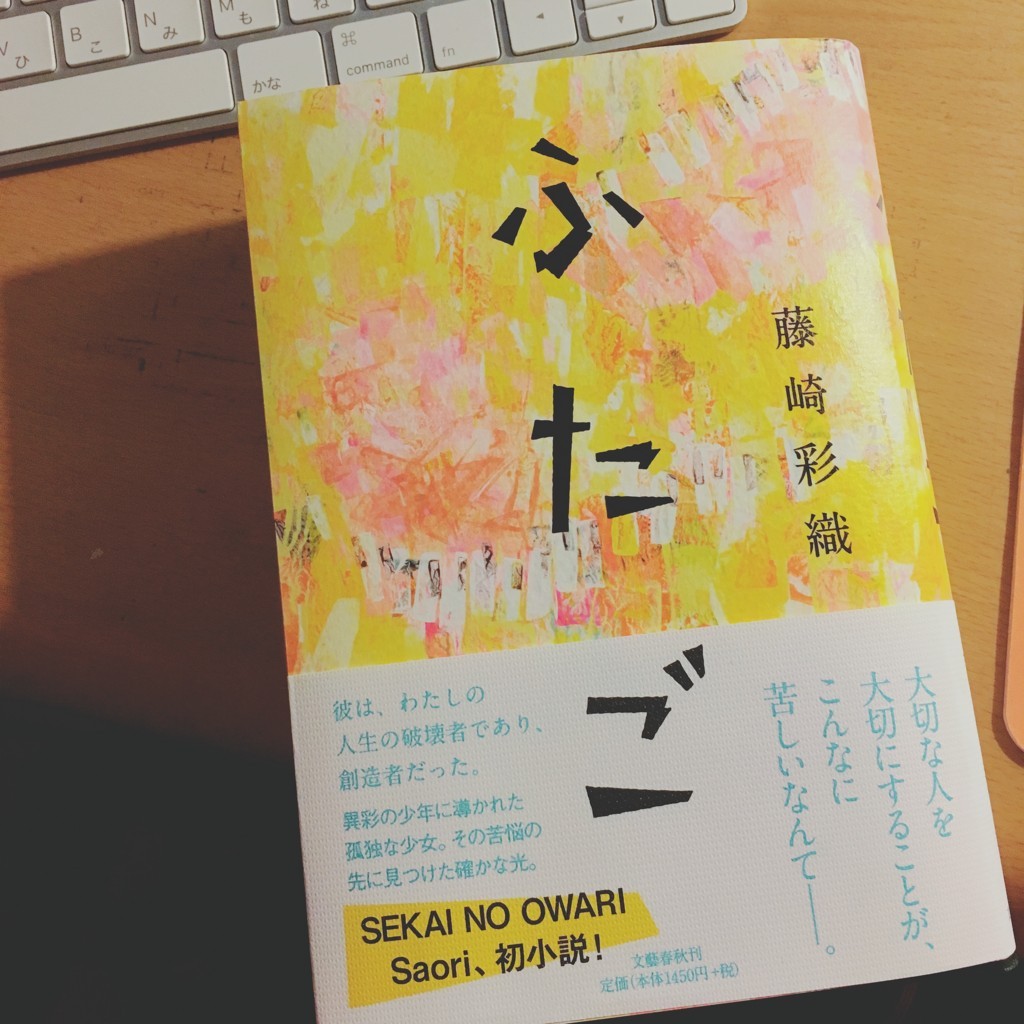 V ひ
B こ
N み
M も
ね
かな
⌘
command
fn
◄
▼
ふたご
藤崎彩織
大切な人を
大切にすることが、
こんなに
苦しいなんて――。
彼は、わたしの
人生の破壊者であり、
創造者だった。
異彩の少年に導かれた
孤独な少女。その苦悩の
先に見つけた確かな光。
SEKAI NO OWARI
Saori、初小説!
文藝春秋刊
定価(本体1450円+税)